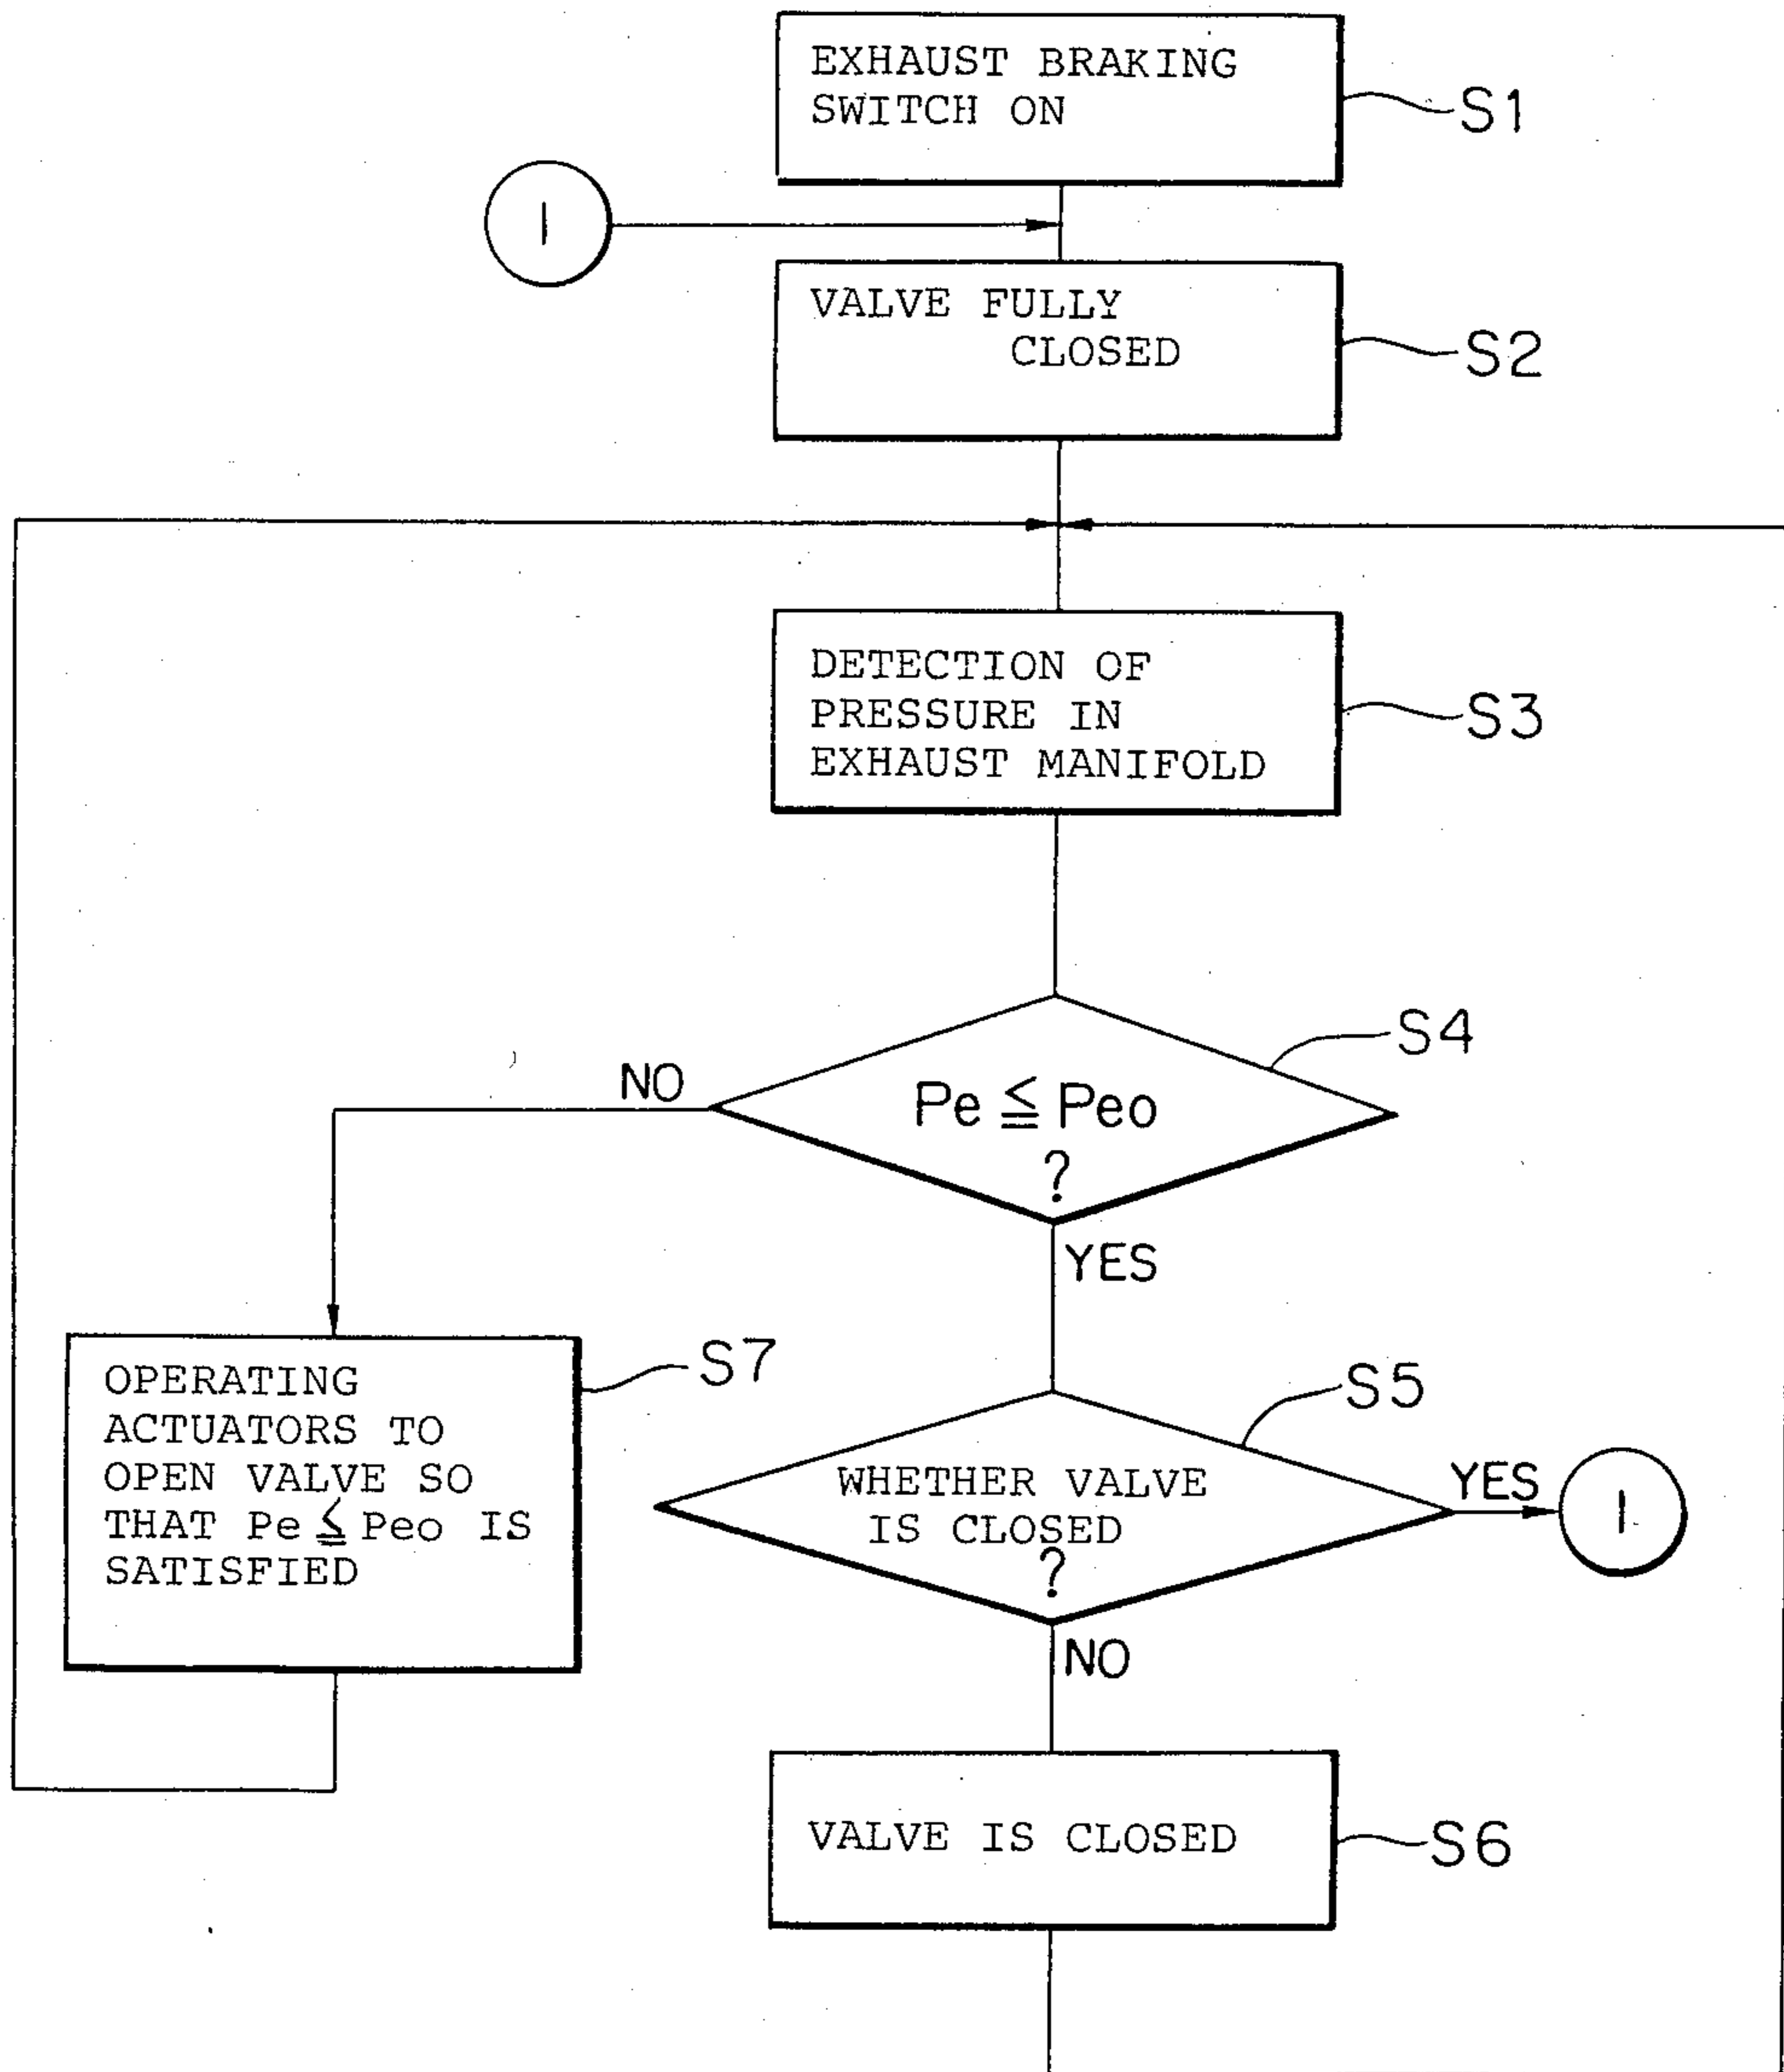 EXHAUST BRAKING
SWITCH ON
S1
1
VALVE FULLY
CLOSED
S2
DETECTION OF
PRESSURE IN
EXHAUST MANIFOLD
S3
S4
NO
Pe ≦ Peo
?
YES
OPERATING
ACTUATORS TO
OPEN VALVE SO
THAT Pe ≦ Peo IS
SATISFIED
S7
S5
WHETHER VALVE
IS CLOSED
?
YES
1
NO
VALVE IS CLOSED
S6